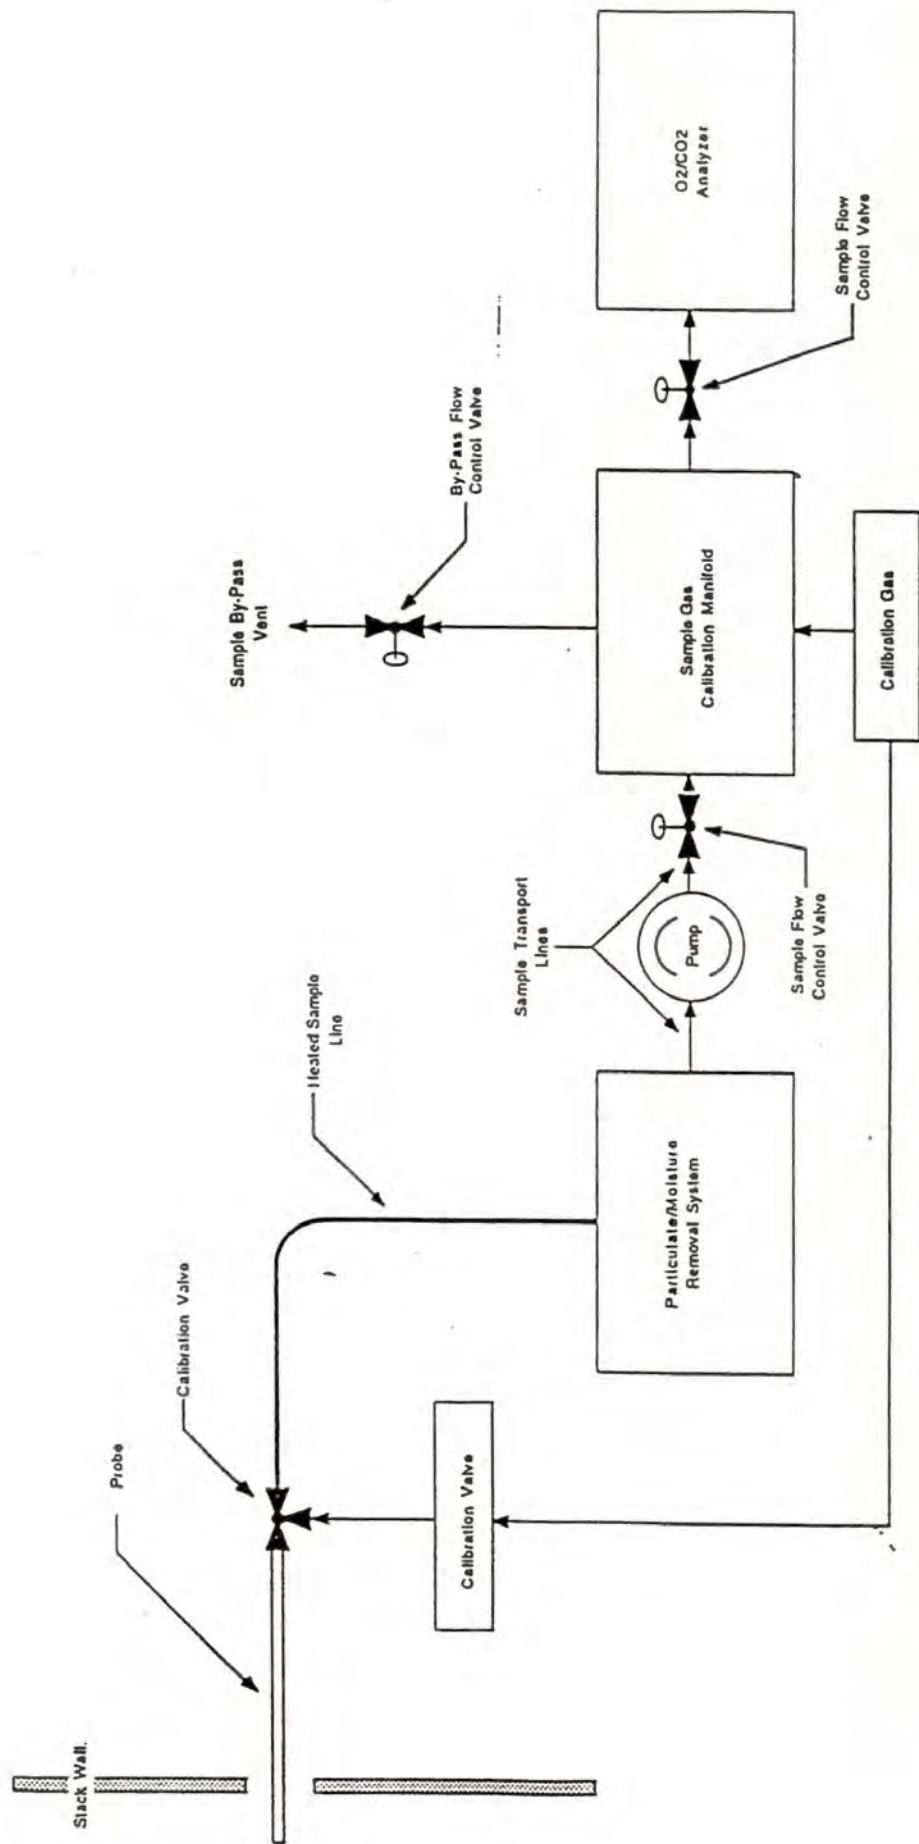 Stack Wall.
Probe
Calibration Valve
Heated Sample
Line
Sample By-Pass
Vent
By-Pass Flow
Control Valve
Sample Transport
Lines
Calibration Valve
Particulate/Moisture
Removal System
Pump
Sample Flow
Control Valve
Sample Gas
Calibration Manifold
Calibration Gas
Sample Flow
Control Valve
O2/CO2
Analyzer